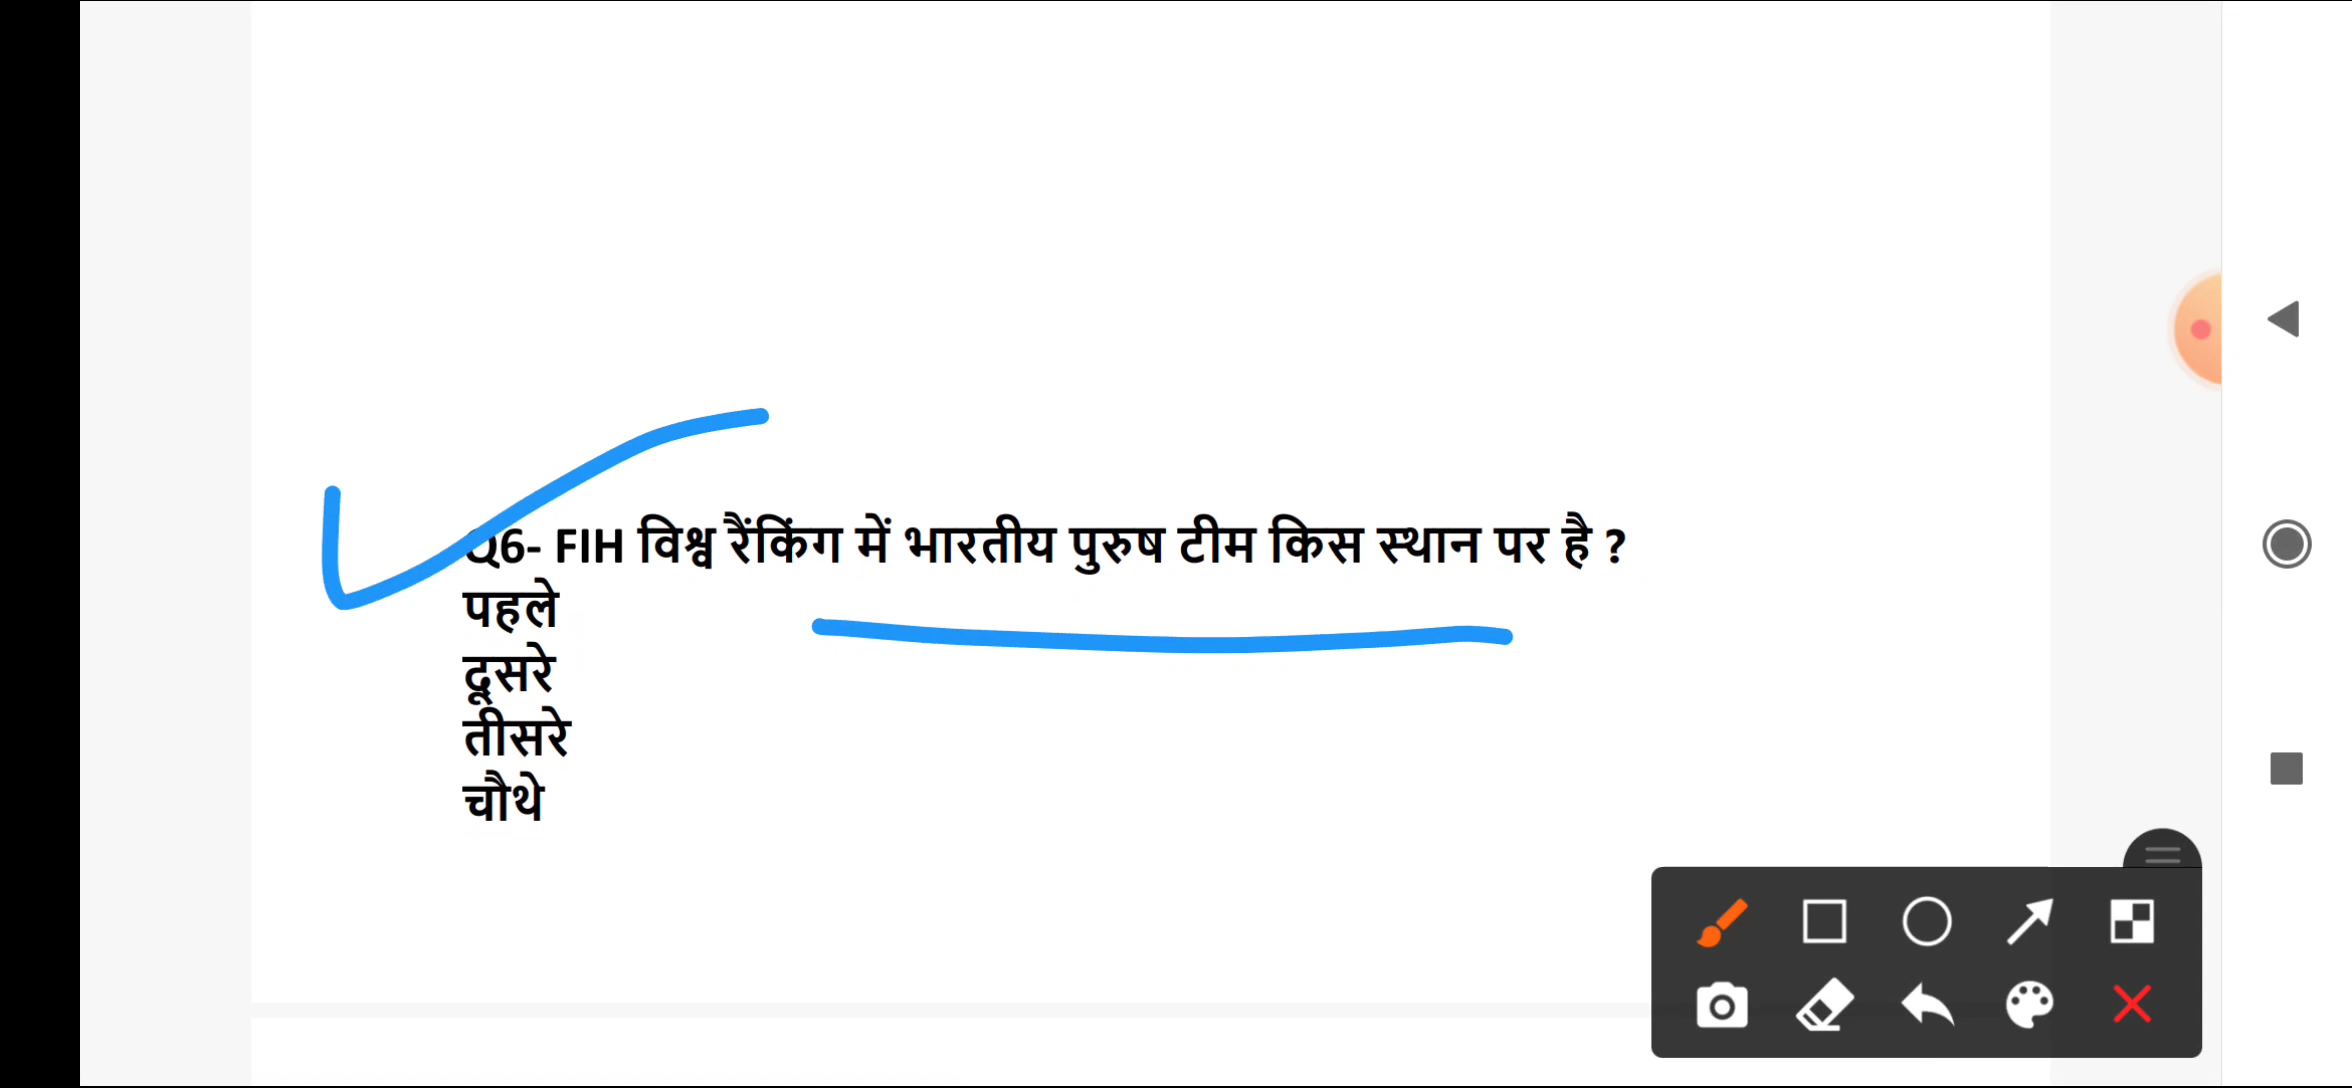 Q6- FIH विश्व रैंकिंग में भारतीय पुरुष टीम किस स्थान पर है ?
पहले
दूसरे
तीसरे
चौथे